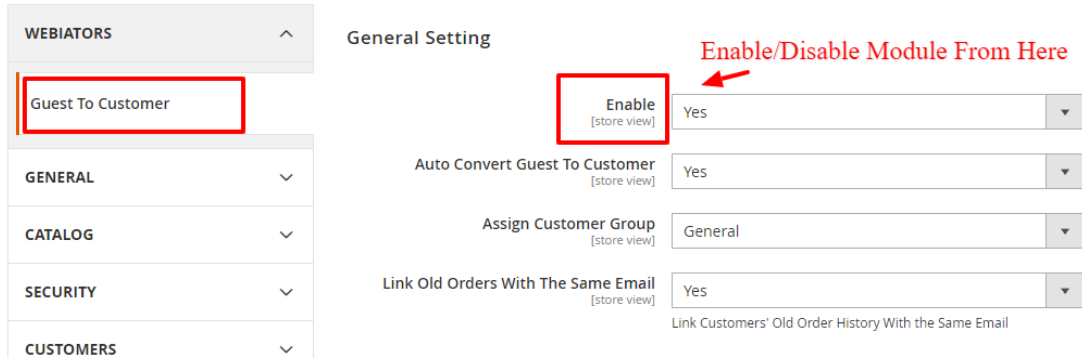 WEBIATORS
Guest To Customer
GENERAL
CATALOG
SECURITY
CUSTOMERS
General Setting
Enable/Disable Module From Here
Enable
[store view]
Yes
Auto Convert Guest To Customer
[store view]
Yes
Assign Customer Group
[store view]
General
Link Old Orders With The Same Email
[store view]
Yes
Link Customers' Old Order History With the Same Email